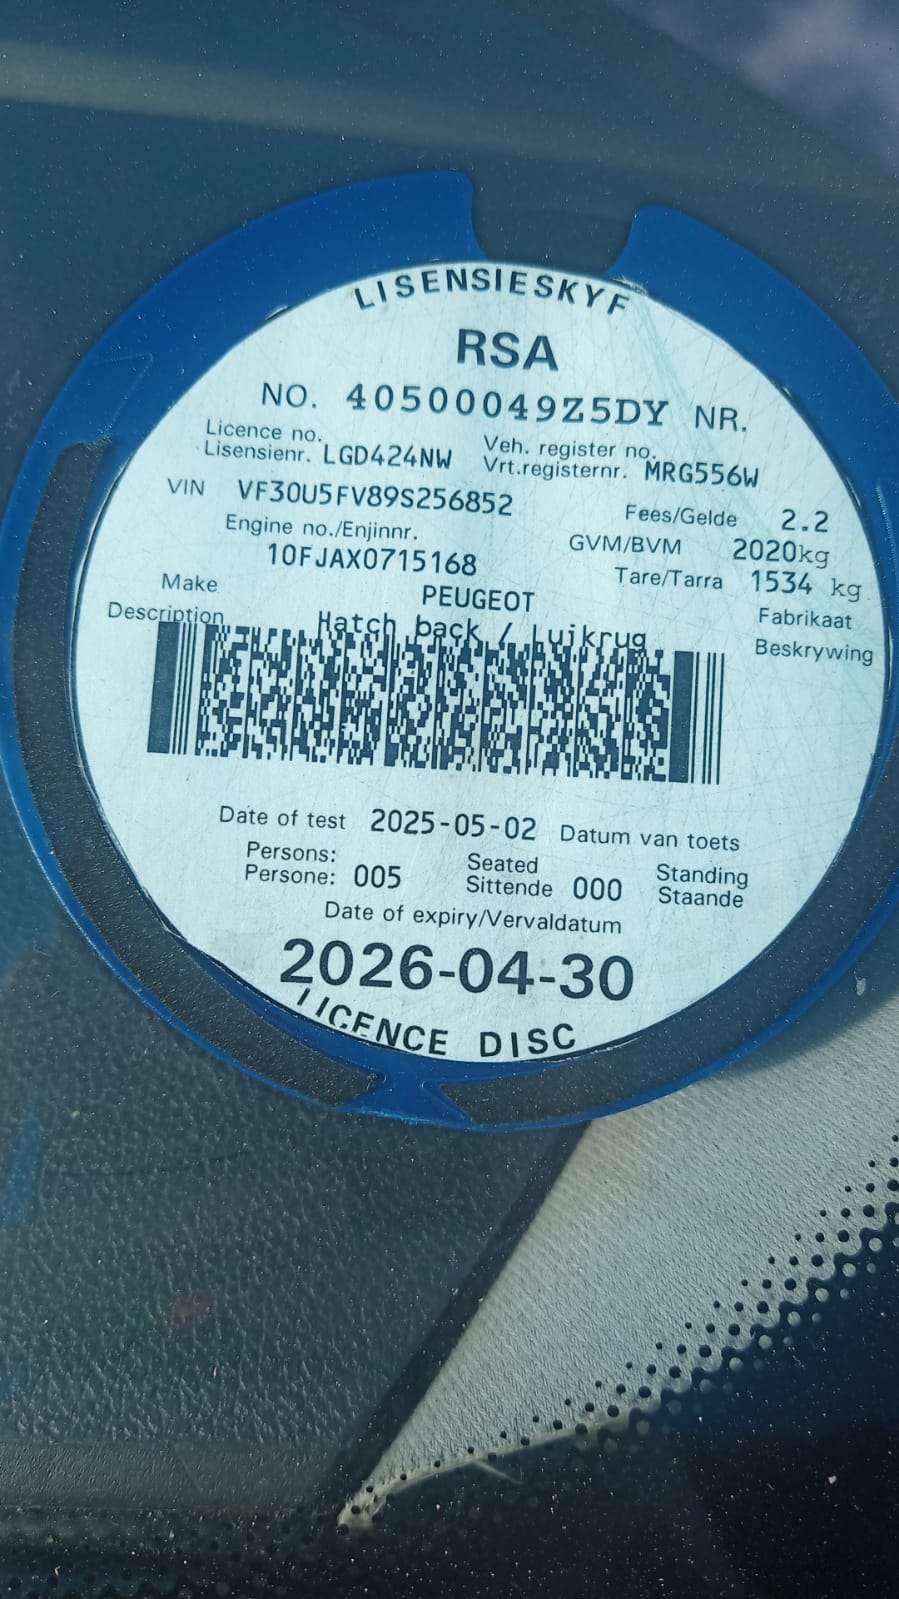 LISENSIESKYF
RSA
NO. 40500049Z5DY NR.
Licence no.
Lisensienr. LGD424NW
Veh. register no.
Vrt.registernr. MRG556W
VIN VF30U5FV89S256852
Fees/Gelde 2.2
Engine no./Enjinnr.
10FJAX0715168
GVM/BVM 2020kg
Tare/Tarra 1534 kg
Make PEUGEOT Fabrikaat
Description Hatch back / Luikrug Beskrywing
Date of test 2025-05-02 Datum van toets
Persons:
Persone: 005
Seated
Sittende 000
Standing
Staande
Date of expiry/Vervaldatum
2026-04-30
LICENCE DISC